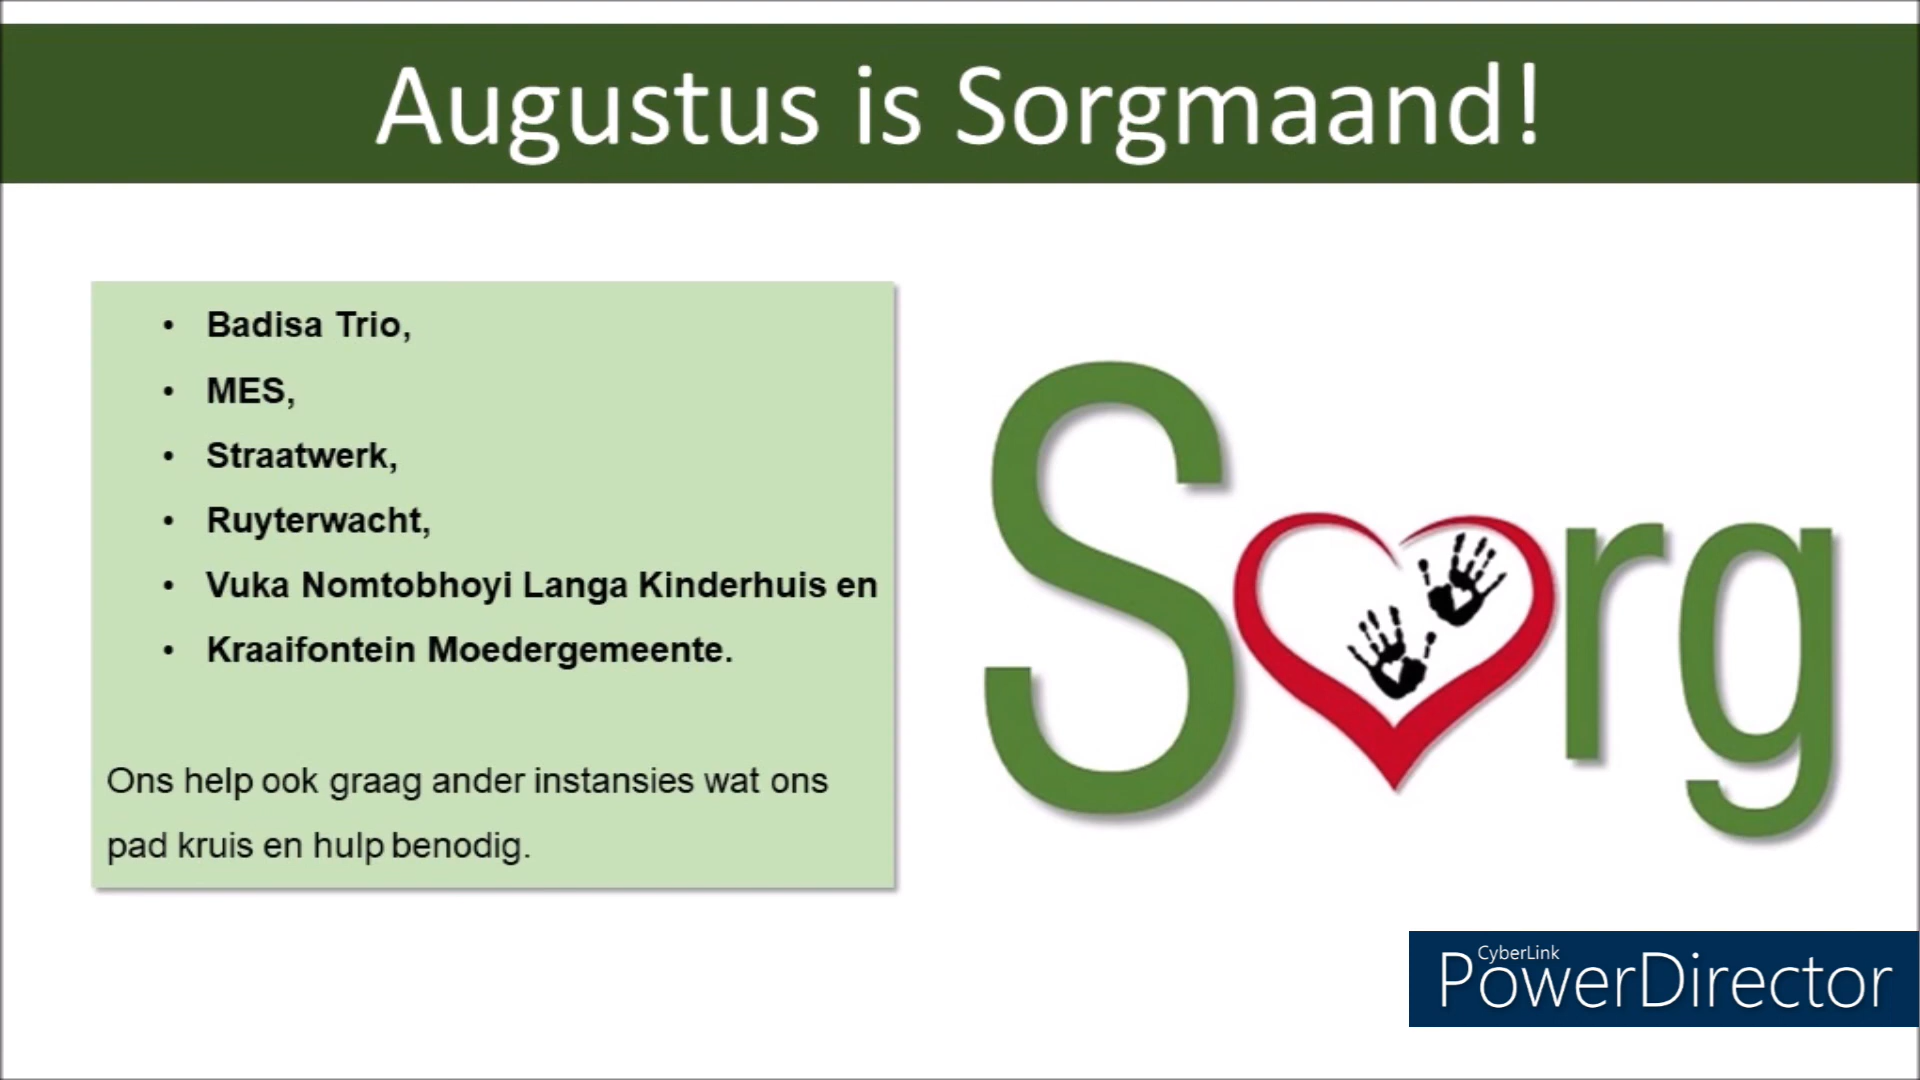 Augustus is Sorgmaand!
• Badisa Trio,
• MES,
• Straatwerk,
• Ruyterwacht,
• Vuka Nomtobhoyi Langa Kinderhuis en
• Kraaifontein Moedergemeente.
Ons help ook graag ander instansies wat ons
pad kruis en hulp benodig.
Sorg
CyberLink
PowerDirector